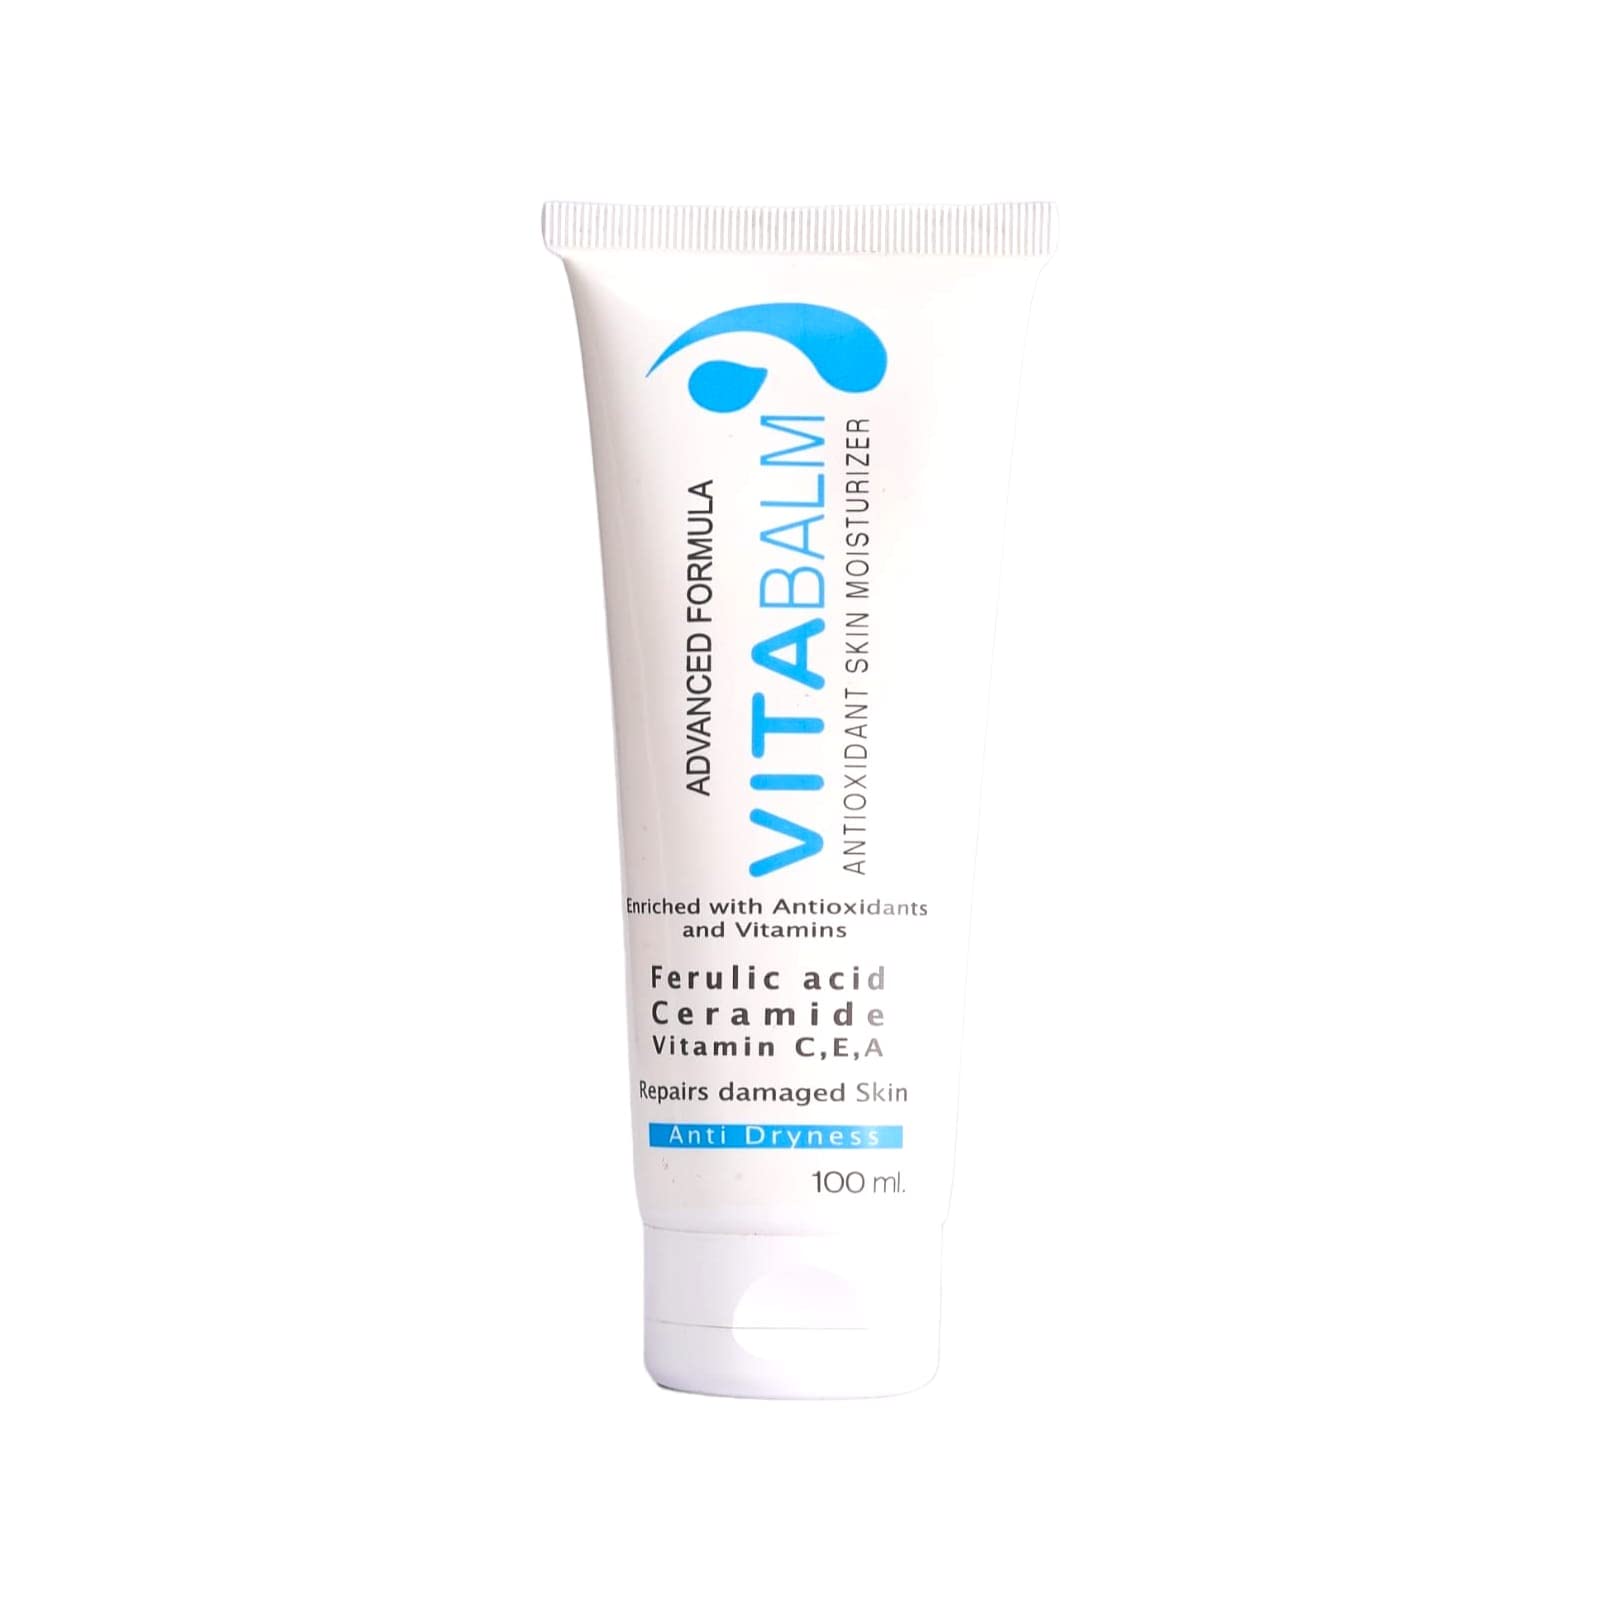 ADVANCED FORMULA
VITABALM
ANTIOXIDANT SKIN MOISTURIZER
Enriched with Antioxidants
and Vitamins
Ferulic acid
Ceramide
Vitamin C,E,A
Repairs damaged Skin
Anti Dryness
100 ml.